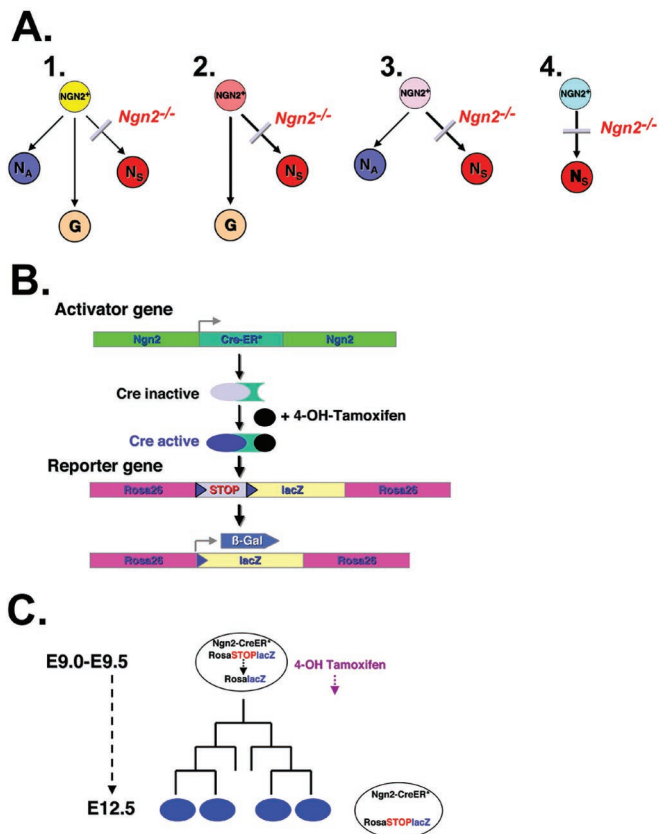 A.
1. 2. 3. 4.
NGN2+ NGN2+ NGN2+ NGN2+
Ngn2-/- Ngn2-/- Ngn2-/- Ngn2-/-
NA NS NS NA NS NS
G G
B.
Activator gene
Ngn2 Cre-ER* Ngn2
Cre inactive
+ 4-OH-Tamoxifen
Cre active
Reporter gene
Rosa26 STOP lacZ Rosa26
ß-Gal
Rosa26 lacZ Rosa26
C.
Ngn2-CreER*
E9.0-E9.5 RosaSTOPlacZ 4-OH Tamoxifen
RosalacZ
Ngn2-CreER*
E12.5
RosaSTOPlacZ